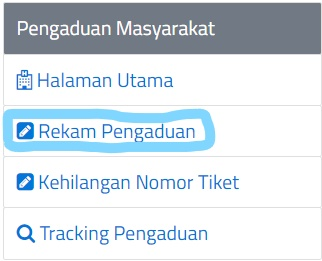 Pengaduan Masyarakat
Halaman Utama
Rekam Pengaduan
Kehilangan Nomor Tiket
Tracking Pengaduan